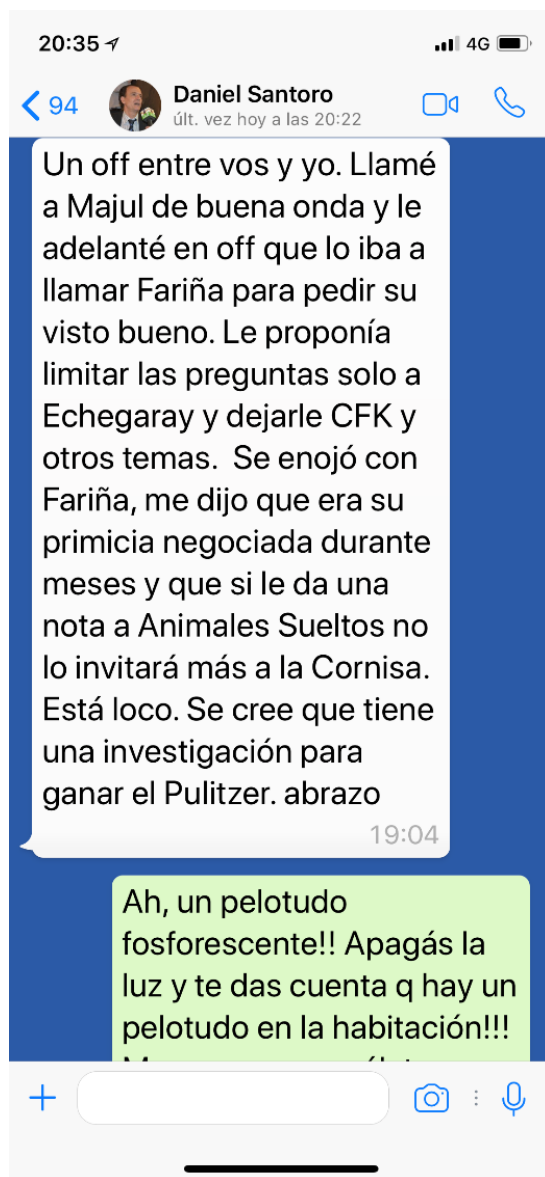 20:35
4G
94
Daniel Santoro
últ. vez hoy a las 20:22
Un off entre vos y yo. Llamé
a Majul de buena onda y le
adelanté en off que lo iba a
llamar Fariña para pedir su
visto bueno. Le proponía
limitar las preguntas solo a
Echegaray y dejarle CFK y
otros temas.  Se enojó con
Fariña, me dijo que era su
primicia negociada durante
meses y que si le da una
nota a Animales Sueltos no
lo invitará más a la Cornisa.
Está loco. Se cree que tiene
una investigación para
ganar el Pulitzer. abrazo
19:04
Ah, un pelotudo
fosforescente!! Apagás la
luz y te das cuenta q hay un
pelotudo en la habitación!!!